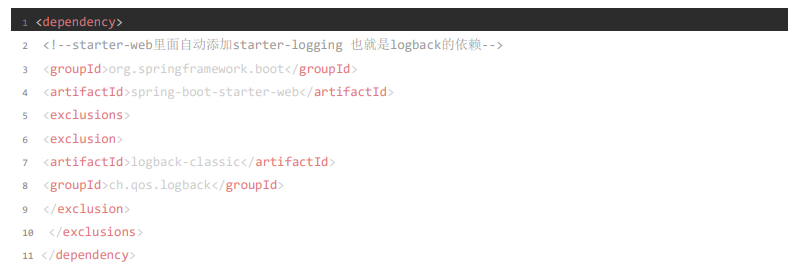 1 <dependency>
2 <!--starter-web里面自动添加starter-logging 也就是logback的依赖-->
3 <groupId>org.springframework.boot</groupId>
4 <artifactId>spring-boot-starter-web</artifactId>
5 <exclusions>
6 <exclusion>
7 <artifactId>logback-classic</artifactId>
8 <groupId>ch.qos.logback</groupId>
9 </exclusion>
10 </exclusions>
11 </dependency>